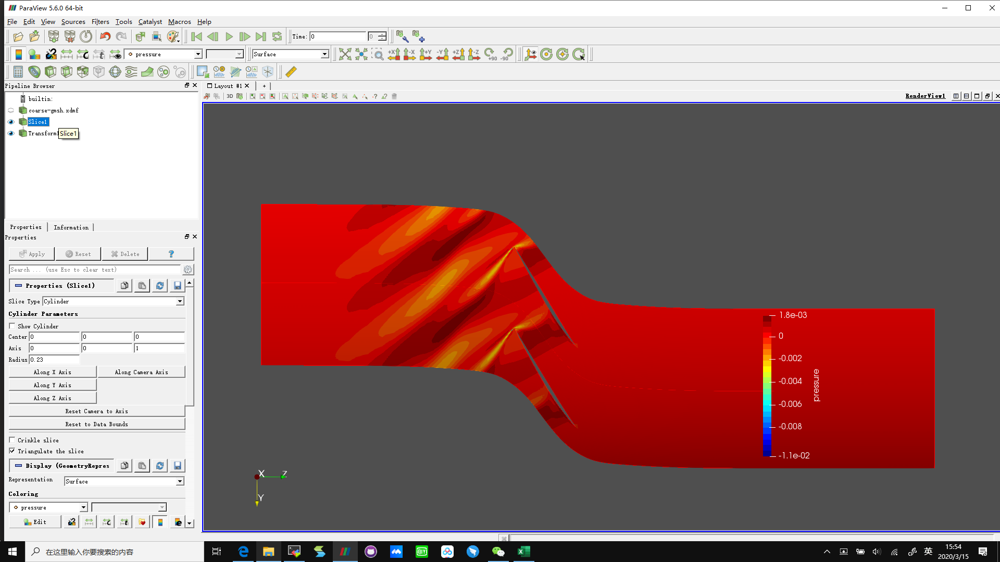 ParaView 5.6.0 64-bit
File Edit View Sources Filters Tools Catalyst Macros Help
Time: 0 0
pressure Surface
+X -X +Y -Y +Z -Z +90 -90
Pipeline Browser
Layout #1 +
3D
RenderView1
builtin:
coarse-gmsh.xdmf
Slice1
Transform
Slice1
Properties Information
Properties
Apply Reset Delete ?
Search ... (use Esc to clear text)
Properties (Slice1)
Slice Type Cylinder
Cylinder Parameters
Show Cylinder
Center 0 0 0
Axis 0 0 1
Radius 0.23
Along X Axis Along Camera Axis
Along Y Axis
Along Z Axis
Reset Camera to Axis
Reset to Data Bounds
Crinkle slice
Triangulate the slice
Display (GeometryRepres
Representation Surface
Coloring
pressure
Edit
1.8e-03
0
-0.002
-0.004
-0.006
-0.008
-1.1e-02
pressure
X Z
Y
在这里输入你要搜索的内容
英
15:54
2020/3/15